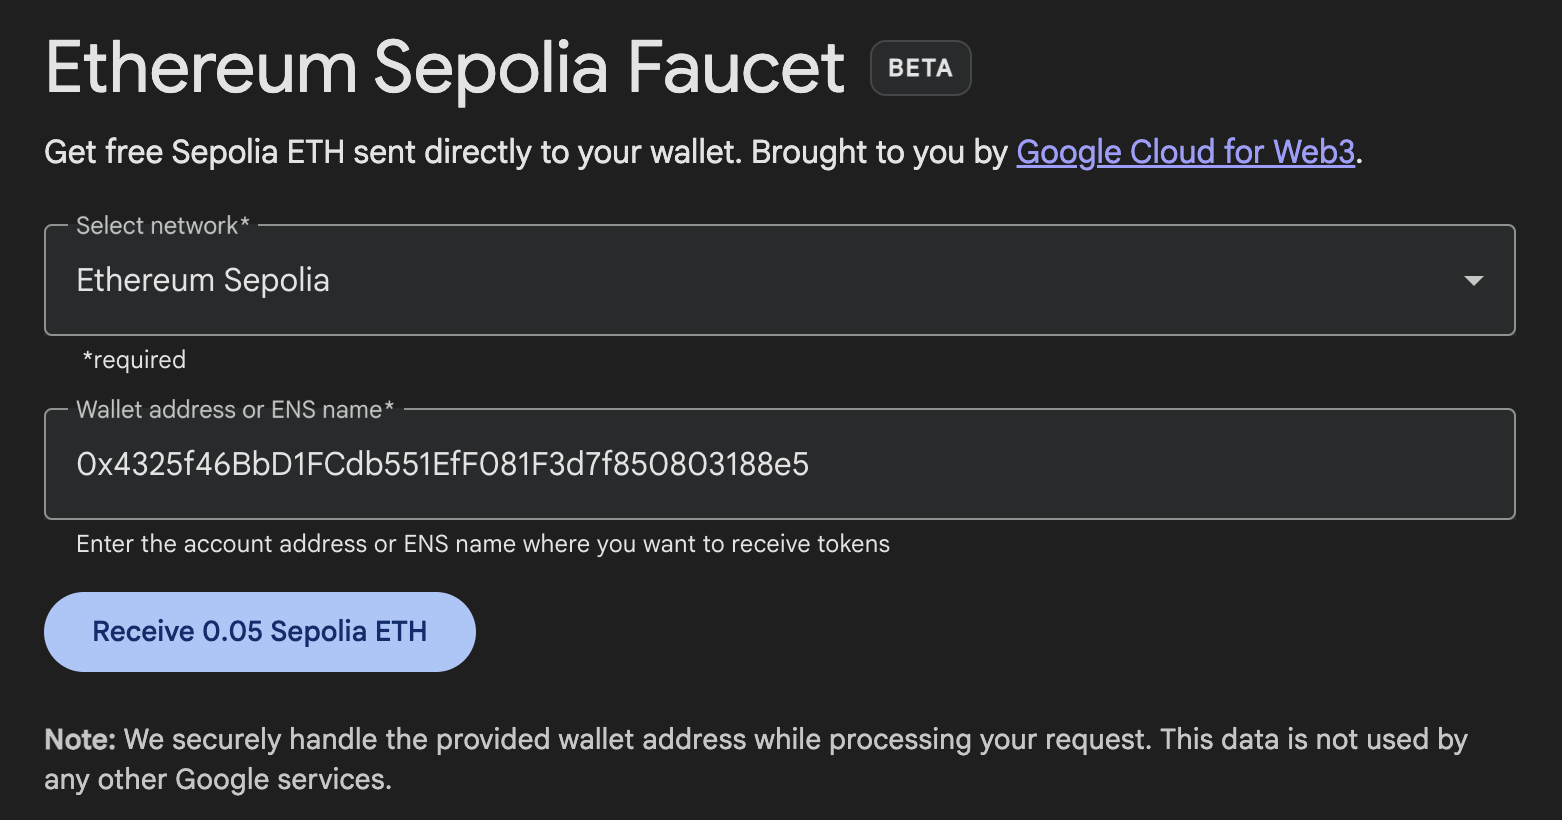 Ethereum Sepolia Faucet BETA
Get free Sepolia ETH sent directly to your wallet. Brought to you by Google Cloud for Web3.
Select network*
Ethereum Sepolia
*required
Wallet address or ENS name*
0x4325f46BbD1FCdb551EfF081F3d7f850803188e5
Enter the account address or ENS name where you want to receive tokens
Receive 0.05 Sepolia ETH
Note: We securely handle the provided wallet address while processing your request. This data is not used by
any other Google services.